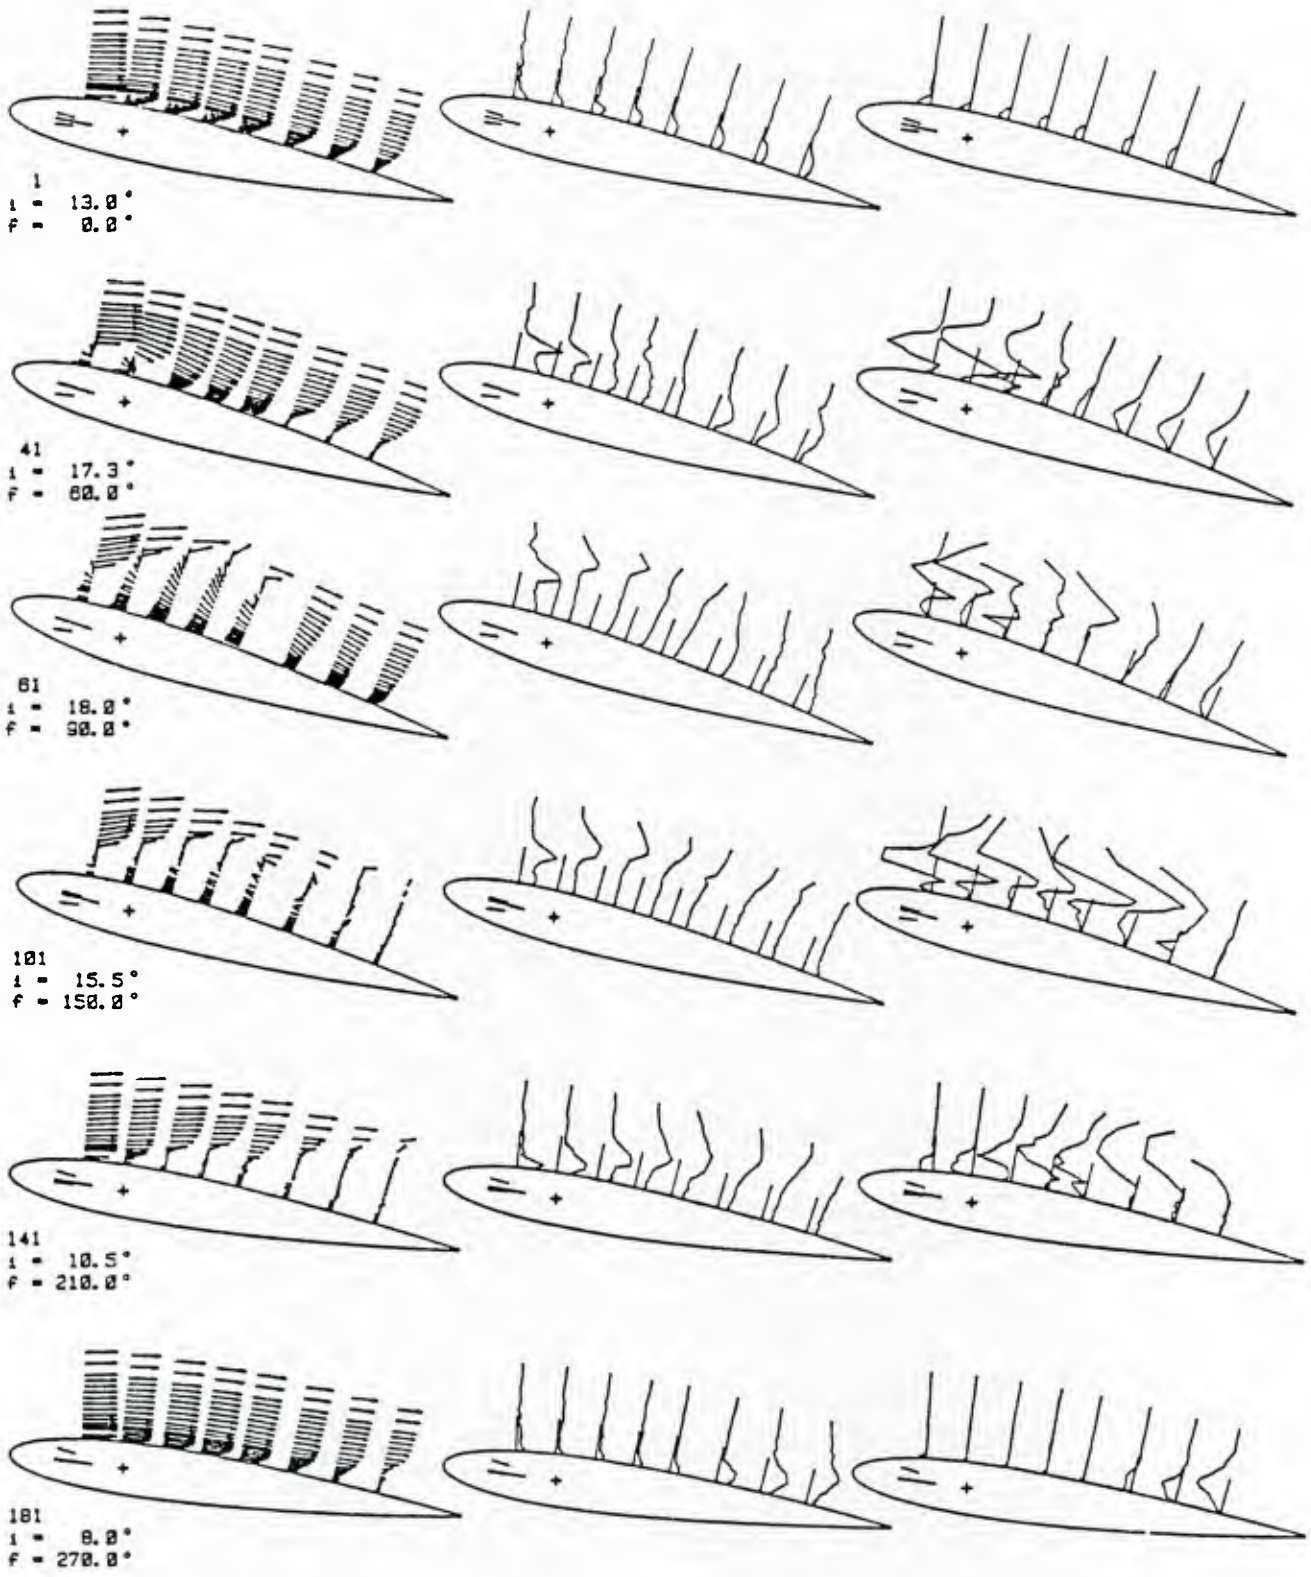 1
i = 13.0°
f = 0.0°
41
i = 17.3°
f = 60.0°
61
i = 18.0°
f = 90.0°
101
i = 15.5°
f = 150.0°
141
i = 10.5°
f = 210.0°
181
i = 8.0°
f = 270.0°